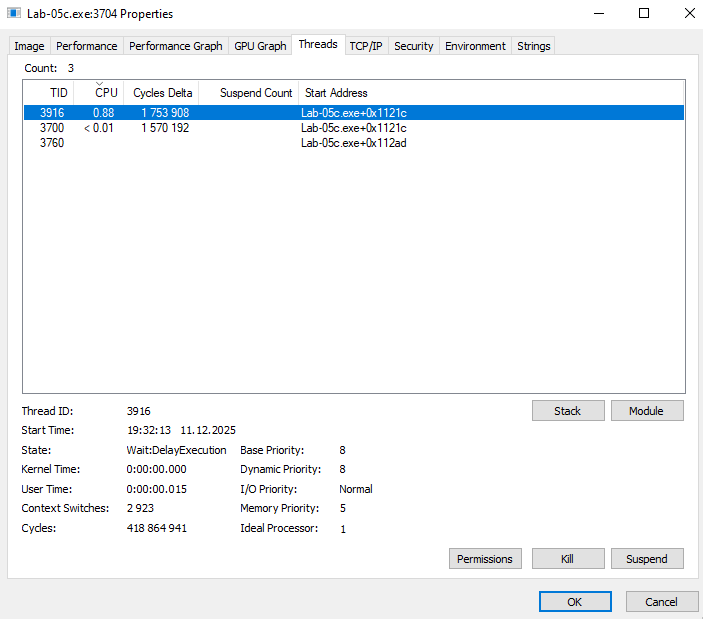 Lab-05c.exe:3704 Properties
Image Performance Performance Graph GPU Graph Threads TCP/IP Security Environment Strings
Count: 3
TID CPU Cycles Delta Suspend Count Start Address
3916 0.88 1 753 908 Lab-05c.exe+0x1121c
3700 < 0.01 1 570 192 Lab-05c.exe+0x1121c
3760 Lab-05c.exe+0x112ad
Thread ID: 3916 Stack Module
Start Time: 19:32:13 11.12.2025
State: Wait:DelayExecution Base Priority: 8
Kernel Time: 0:00:00.000 Dynamic Priority: 8
User Time: 0:00:00.015 I/O Priority: Normal
Context Switches: 2 923 Memory Priority: 5
Cycles: 418 864 941 Ideal Processor: 1
Permissions Kill Suspend
OK Cancel